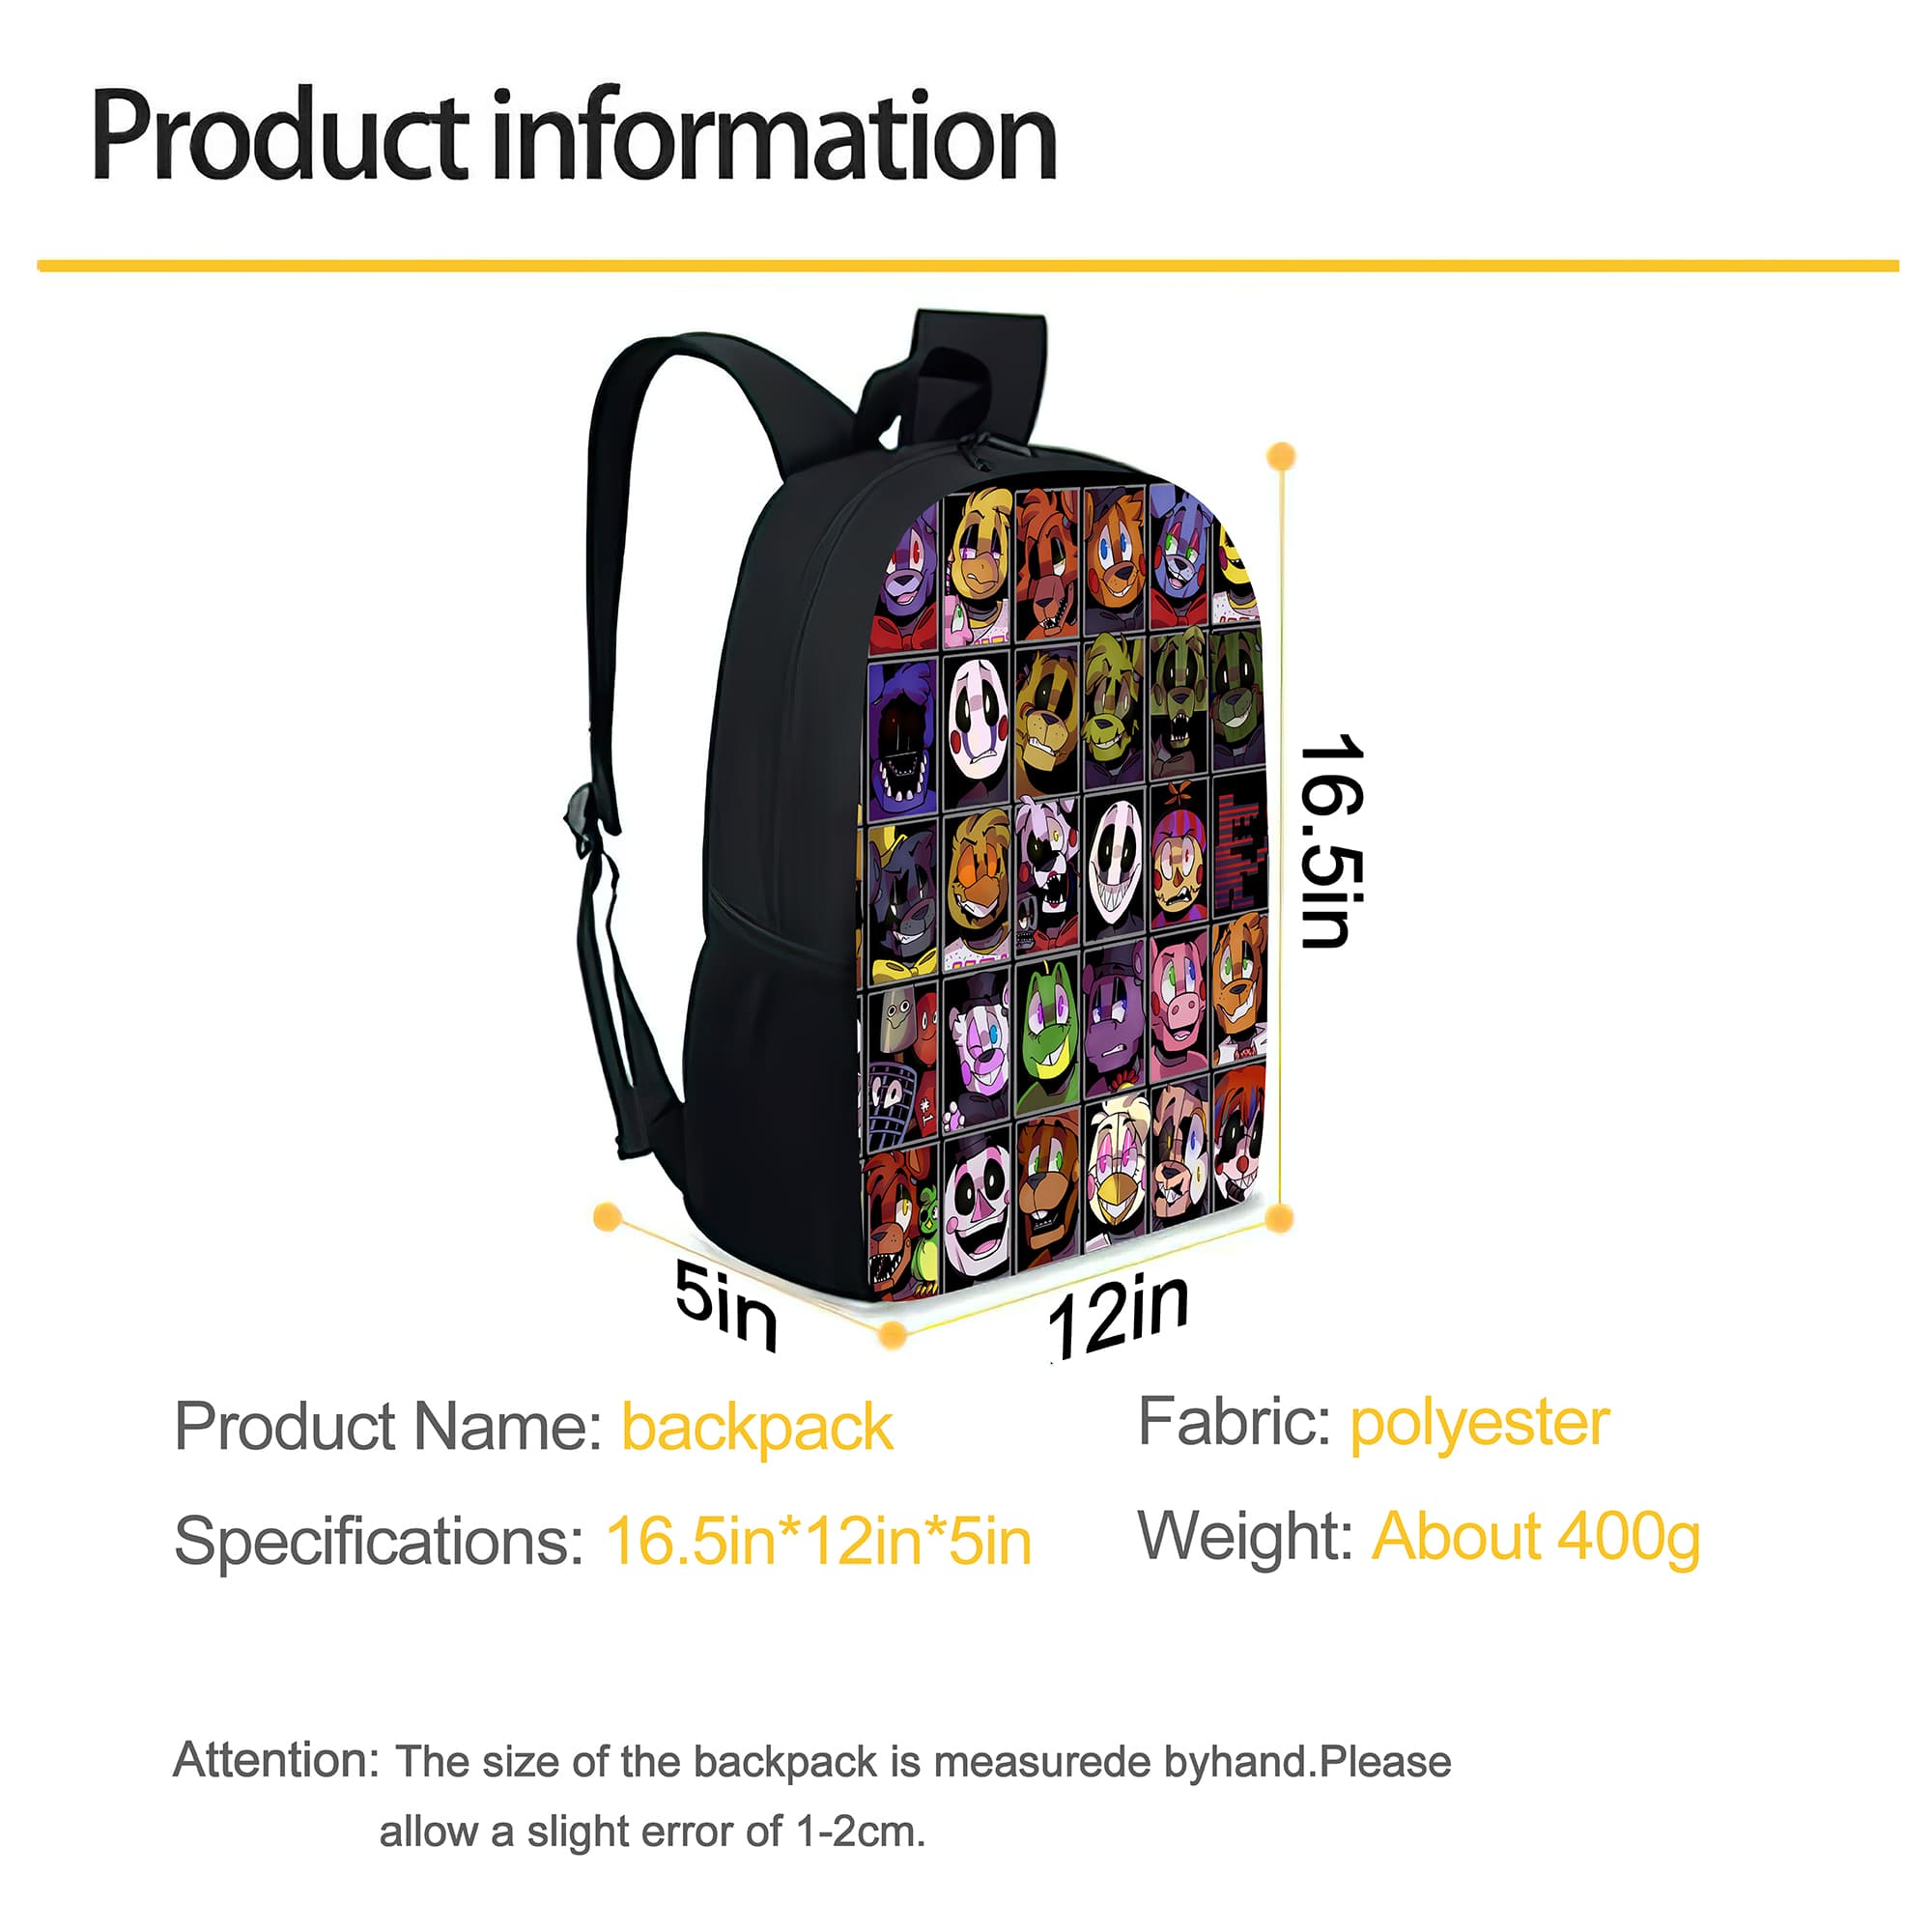 Product information
16.5in
5in
12in
Product Name: backpack
Fabric: polyester
Specifications: 16.5in*12in*5in
Weight: About 400g
Attention: The size of the backpack is measurede byhand.Please
allow a slight error of 1-2cm.